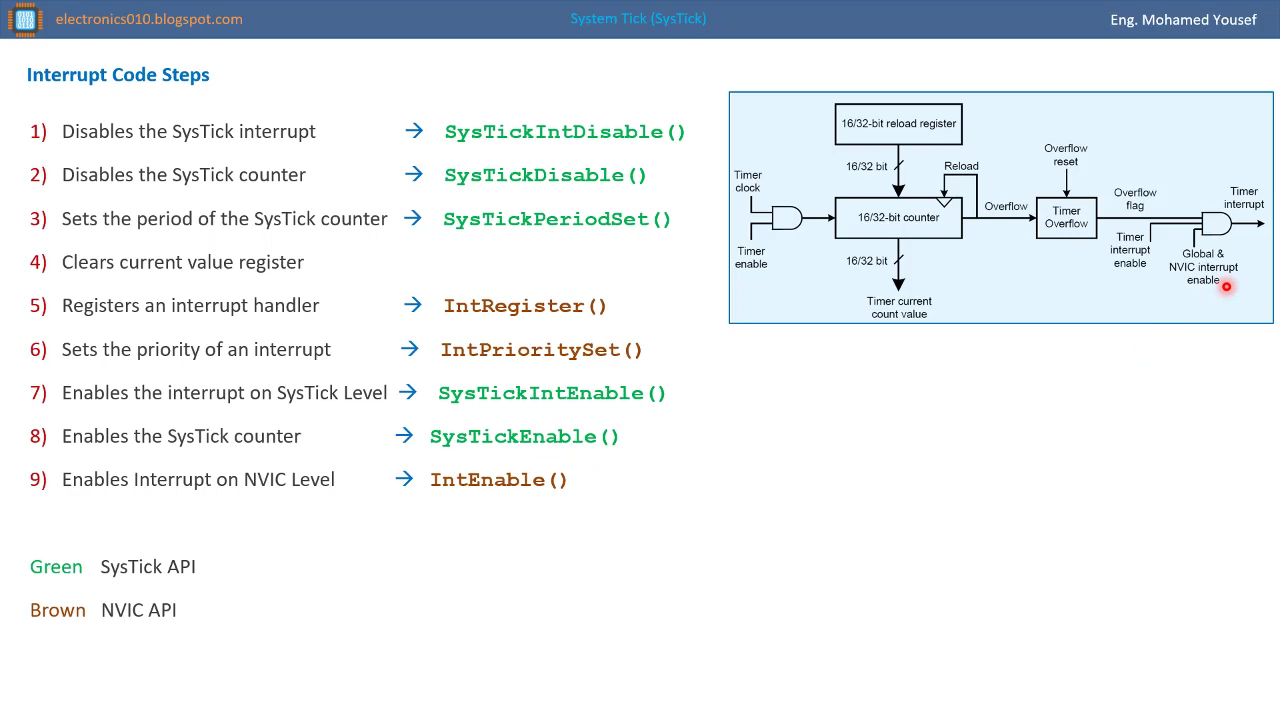 electronics010.blogspot.com
System Tick (SysTick)
Eng. Mohamed Yousef
Interrupt Code Steps
1) Disables the SysTick interrupt → SysTickIntDisable()
2) Disables the SysTick counter → SysTickDisable()
3) Sets the period of the SysTick counter → SysTickPeriodSet()
4) Clears current value register
5) Registers an interrupt handler → IntRegister()
6) Sets the priority of an interrupt → IntPrioritySet()
7) Enables the interrupt on SysTick Level → SysTickIntEnable()
8) Enables the SysTick counter → SysTickEnable()
9) Enables Interrupt on NVIC Level → IntEnable()
Green SysTick API
Brown NVIC API
16/32-bit reload register
16/32 bit
Reload
Overflow
reset
Timer
clock
Timer
enable
16/32-bit counter
Overflow
Timer
Overflow
Overflow
flag
Timer
interrupt
Timer
interrupt
enable
Global &
NVIC interrupt
enable
16/32 bit
Timer current
count value